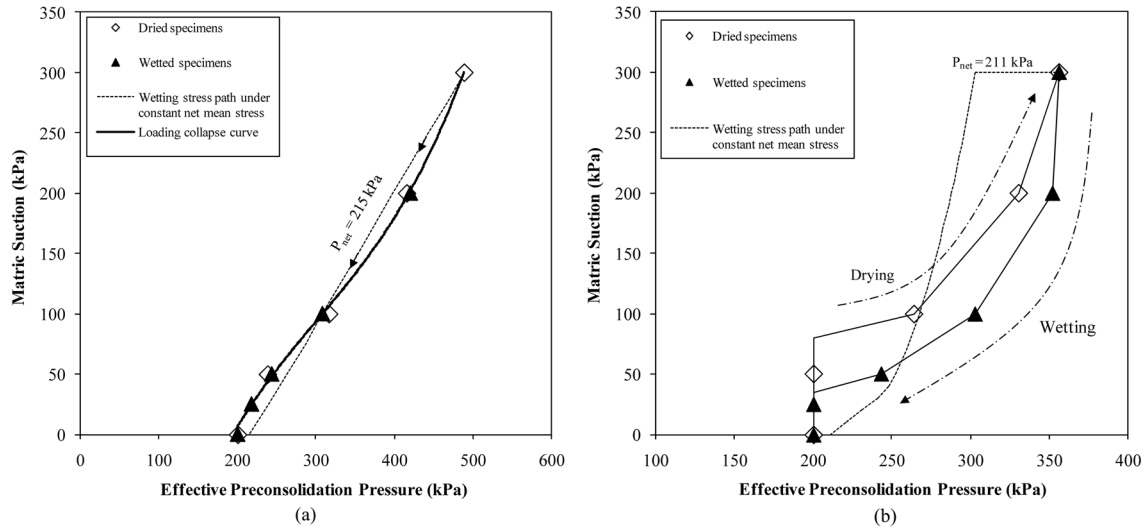 350
300
250
200
150
100
50
0
Matric Suction (kPa)
Dried specimens
Wetted specimens
Wetting stress path under
constant net mean stress
Loading collapse curve
Pnet = 215 kPa
0 100 200 300 400 500 600
Effective Preconsolidation Pressure (kPa)
(a)
350
300
250
200
150
100
50
0
Matric Suction (kPa)
Dried specimens
Wetted specimens
Wetting stress path under
constant net mean stress
Pnet = 211 kPa
Drying
Wetting
100 150 200 250 300 350 400
Effective Preconsolidation Pressure (kPa)
(b)